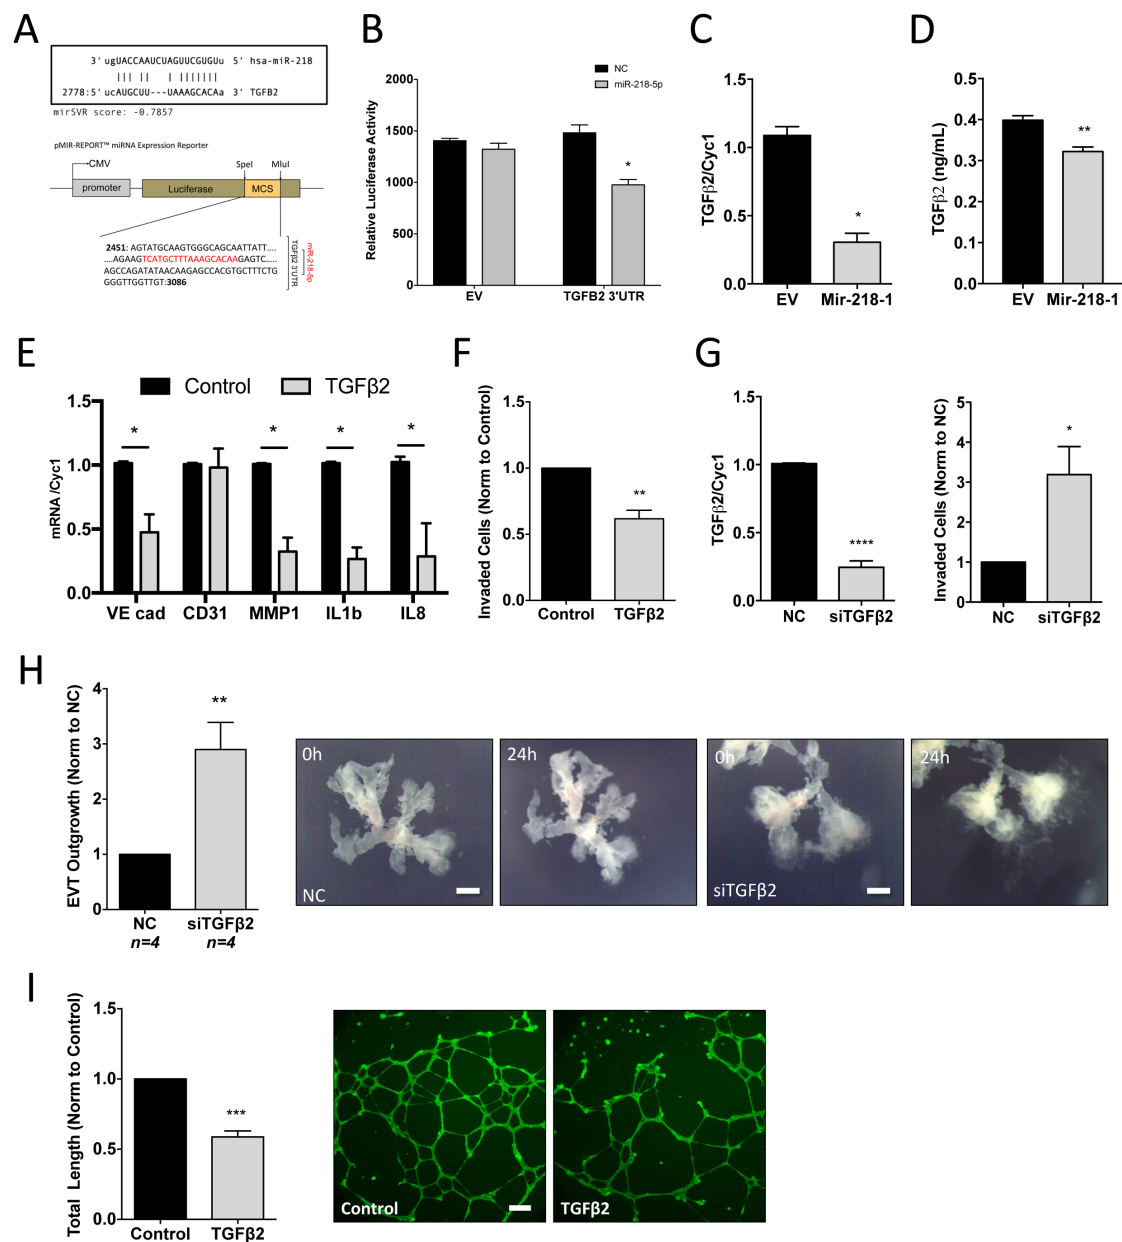 A
3' ugUACCAAUCUAGUUCGUGUu 5' hsa-miR-218
||| || | |||||||
2778:5' ucAUGCUU---UAAAGCACAa 3' TGFB2
mirSVR score: -0.7857
pMIR-REPORT™ miRNA Expression Reporter
CMV
SpeI
MluI
promoter
Luciferase
MCS
2451: AGTATGCAAGTGGGCAGCAATTATT....
....AGAAGTCATGCTTTAAAGCACAAGAGTC.....
AGCCAGATATAACAAGAGCCACGTGCTTTCTG
GGGTTGGTTGT:3086
TGFβ2 3'UTR
miR-218-5p
B
NC
miR-218-5p
Relative Luciferase Activity
2000
1500
1000
500
0
*
EV
TGFB2 3'UTR
C
TGFβ2/Cyc1
1.5
1.0
0.5
0.0
*
EV
Mir-218-1
D
TGFβ2 (ng/mL)
0.5
0.4
0.3
0.2
0.1
0.0
**
EV
Mir-218-1
E
Control
TGFβ2
mRNA /Cyc1
1.5
1.0
0.5
0.0
*
*
*
*
VE cad
CD31
MMP1
IL1b
IL8
F
Invaded Cells (Norm to Control)
1.5
1.0
0.5
0.0
**
Control
TGFβ2
G
TGFβ2/Cyc1
1.5
1.0
0.5
0.0
****
NC
siTGFβ2
Invaded Cells (Norm to NC)
5
4
3
2
1
0
*
NC
siTGFβ2
H
EVT Outgrowth (Norm to NC)
4
3
2
1
0
**
NC
n=4
siTGFβ2
n=4
0h
NC
24h
0h
siTGFβ2
24h
I
Total Length (Norm to Control)
1.5
1.0
0.5
0.0
***
Control
TGFβ2
Control
TGFβ2